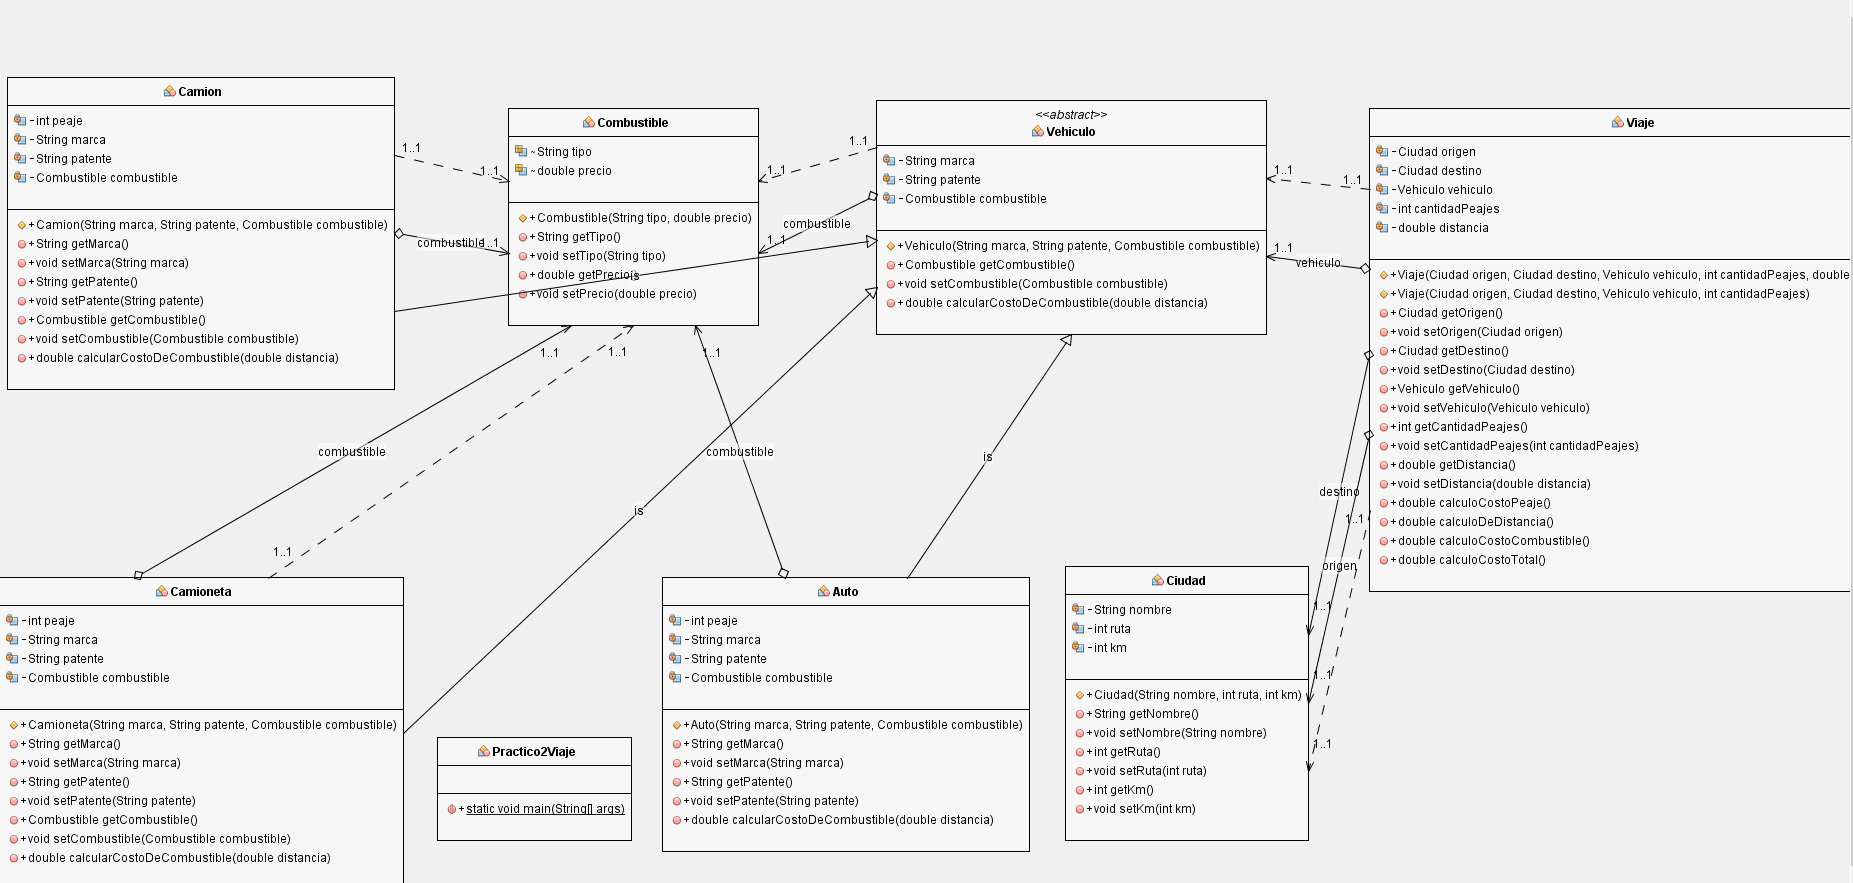 Camion
- int peaje
- String marca
- String patente
- Combustible combustible
+ Camion(String marca, String patente, Combustible combustible)
+ String getMarca()
+ void setMarca(String marca)
+ String getPatente()
+ void setPatente(String patente)
+ Combustible getCombustible()
+ void setCombustible(Combustible combustible)
+ double calcularCostoDeCombustible(double distancia)
1..1
1..1
combustible
1..1
Combustible
~ String tipo
~ double precio
+ Combustible(String tipo, double precio)
+ String getTipo()
+ void setTipo(String tipo)
+ double getPrecio
is
+ void setPrecio(double precio)
1..1
1..1
combustible
1..1
<<abstract>>
Vehiculo
- String marca
- String patente
- Combustible combustible
+ Vehiculo(String marca, String patente, Combustible combustible)
+ Combustible getCombustible()
+ void setCombustible(Combustible combustible)
+ double calcularCostoDeCombustible(double distancia)
1..1
1..1
1..1
vehiculo
Viaje
- Ciudad origen
- Ciudad destino
- Vehiculo vehiculo
- int cantidadPeajes
- double distancia
+ Viaje(Ciudad origen, Ciudad destino, Vehiculo vehiculo, int cantidadPeajes, double
+ Viaje(Ciudad origen, Ciudad destino, Vehiculo vehiculo, int cantidadPeajes)
+ Ciudad getOrigen()
+ void setOrigen(Ciudad origen)
+ Ciudad getDestino()
+ void setDestino(Ciudad destino)
+ Vehiculo getVehiculo()
+ void setVehiculo(Vehiculo vehiculo)
+ int getCantidadPeajes()
+ void setCantidadPeajes(int cantidadPeajes)
+ double getDistancia()
+ void setDistancia(double distancia)
+ double calculoCostoPeaje()
+ double calculoDeDistancia()
+ double calculoCostoCombustible()
+ double calculoCostoTotal()
1..1
1..1
1..1
combustible
combustible
is
is
destino
1..1
origen
1..1
1..1
1..1
1..1
Camioneta
- int peaje
- String marca
- String patente
- Combustible combustible
+ Camioneta(String marca, String patente, Combustible combustible)
+ String getMarca()
+ void setMarca(String marca)
+ String getPatente()
+ void setPatente(String patente)
+ Combustible getCombustible()
+ void setCombustible(Combustible combustible)
+ double calcularCostoDeCombustible(double distancia)
Practico2Viaje
+ static void main(String[] args)
Auto
- int peaje
- String marca
- String patente
- Combustible combustible
+ Auto(String marca, String patente, Combustible combustible)
+ String getMarca()
+ void setMarca(String marca)
+ String getPatente()
+ void setPatente(String patente)
+ double calcularCostoDeCombustible(double distancia)
Ciudad
- String nombre
- int ruta
- int km
+ Ciudad(String nombre, int ruta, int km)
+ String getNombre()
+ void setNombre(String nombre)
+ int getRuta()
+ void setRuta(int ruta)
+ int getKm()
+ void setKm(int km)